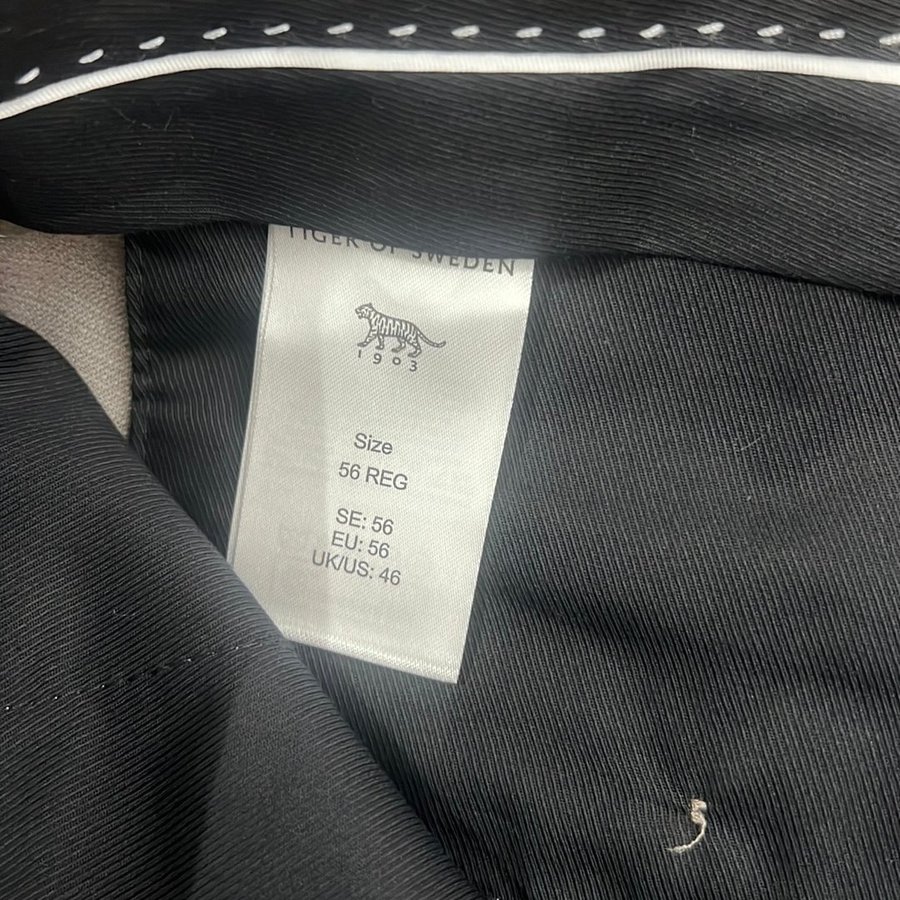 TIGER OF SWEDEN
1903
Size
56 REG
SE: 56
EU: 56
UK/US: 46